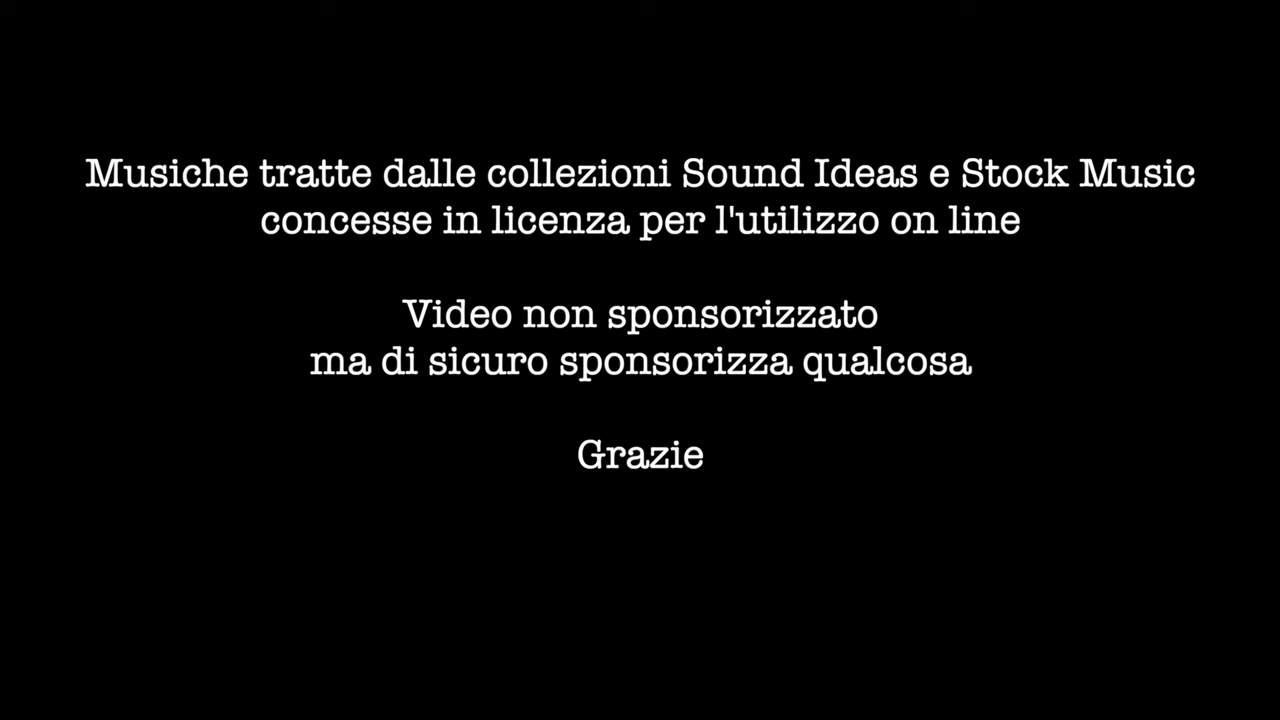 Musiche tratte dalle collezioni Sound Ideas e Stock Music
concesse in licenza per l'utilizzo on line
Video non sponsorizzato
ma di sicuro sponsorizza qualcosa
Grazie